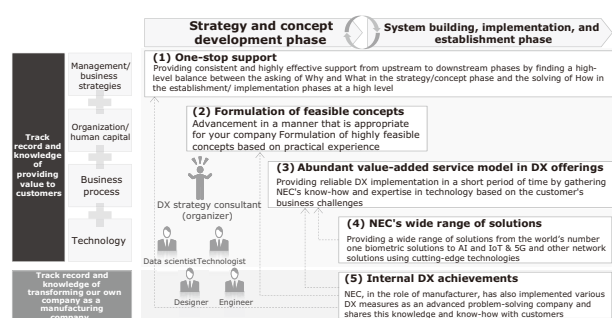 Strategy and concept
development phase
System building, implementation, and
establishment phase
Track
record and
knowledge
of
providing
value to
customers
Management/
business
strategies
Organization/
human capital
Business
process
Technology
(1) One-stop support
Providing consistent and highly effective support from upstream to downstream phases by finding a high-
level balance between the asking of Why and What in the strategy/concept phase and the solving of How in
the establishment/ implementation phases at a high level
(2) Formulation of feasible concepts
Advancement in a manner that is appropriate
for your company Formulation of highly feasible
concepts based on practical experience
(3) Abundant value-added service model in DX offerings
Providing reliable DX implementation in a short period of time by gathering
NEC's know-how and expertise in technology based on the customer's
business challenges
DX strategy consultant
(organizer)
(4) NEC's wide range of solutions
Providing a wide range of solutions from the world's number
one biometric solutions to AI and IoT & 5G and other network
solutions using cutting-edge technologies
Data scientist Technologist
Designer Engineer
Track record and
knowledge of
transforming our own
company as a
manufacturing
company
(5) Internal DX achievements
NEC, in the role of manufacturer, has also implemented various
DX measures as an advanced problem-solving company and
shares this knowledge and know-how with customers